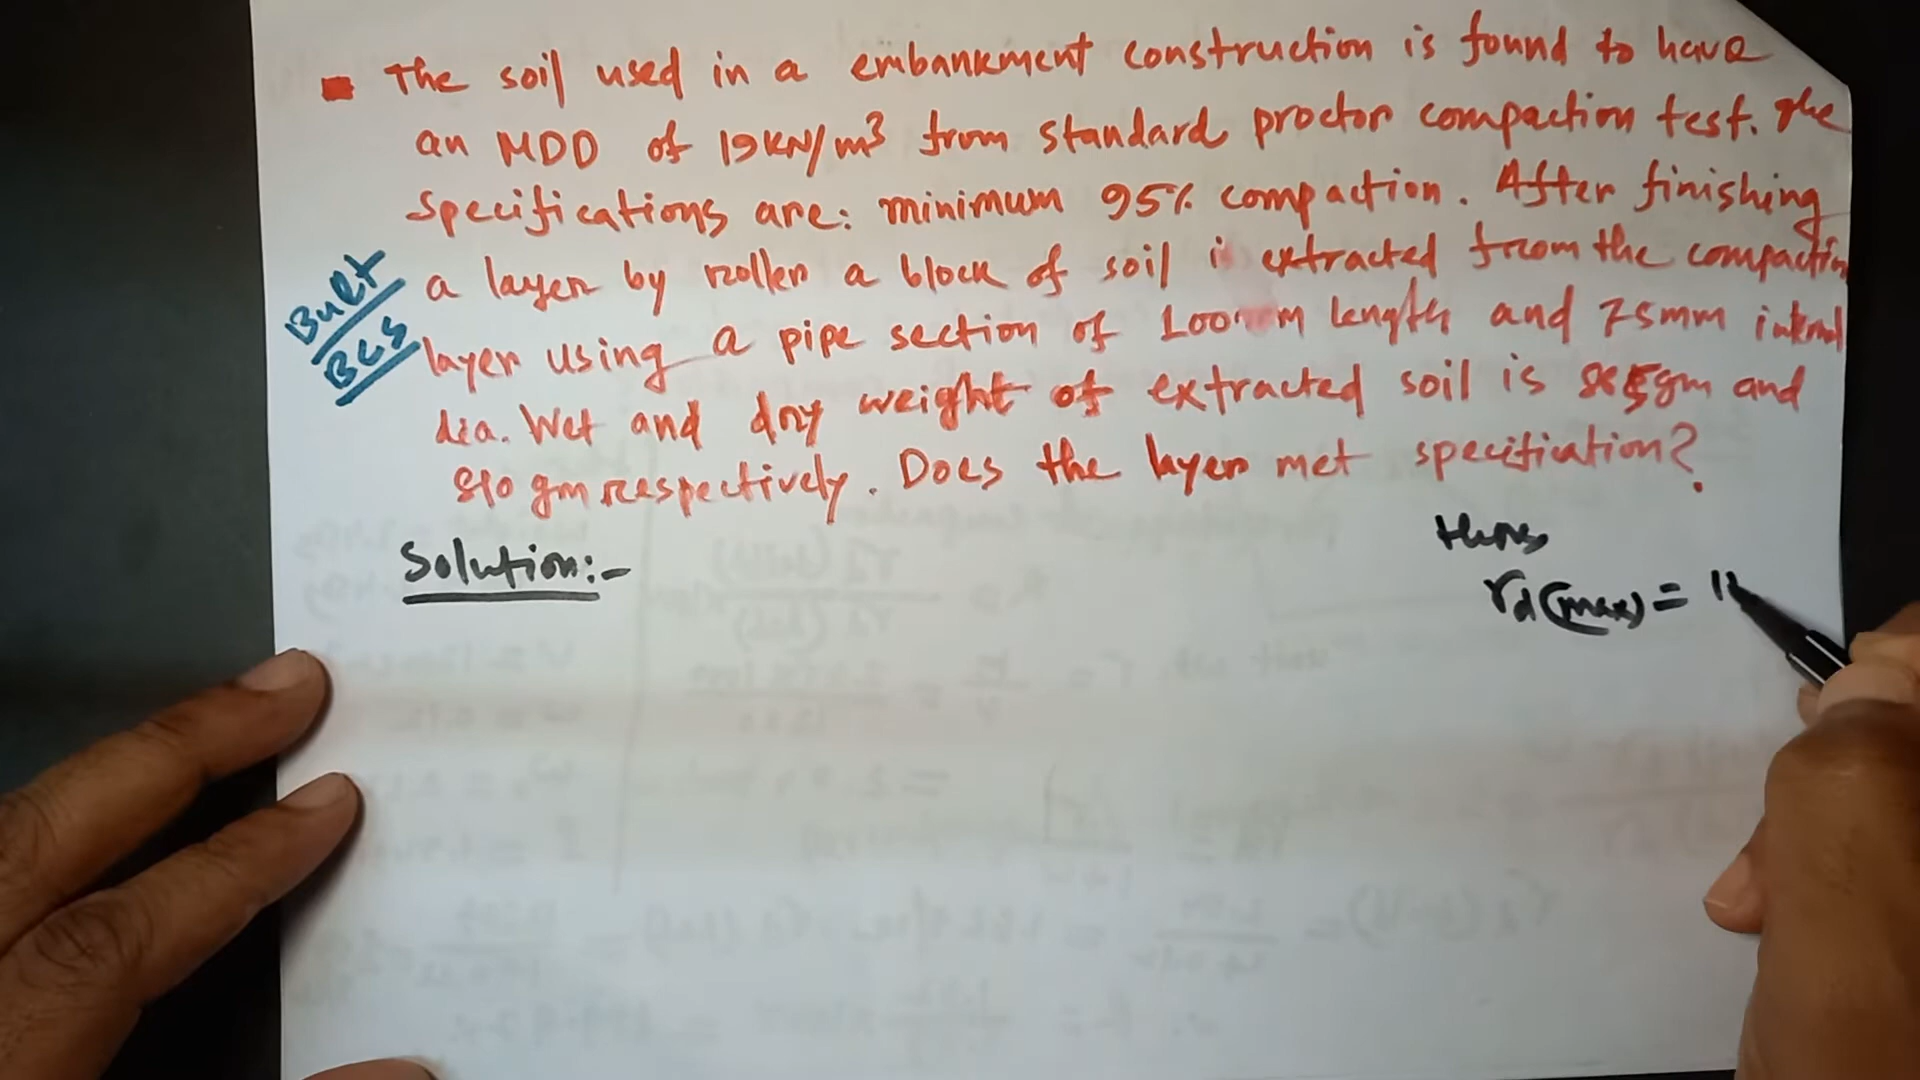 The soil used in a embankment construction is found to have
an MDD of 19KN/m³ from standard proctor compaction test. The
specifications are: minimum 95% compaction. After finishing
a layer by roller a block of soil is extracted from the compaction
layer using a pipe section of 100 m length and 75mm internal
dia. Wet and dry weight of extracted soil is gm and
810 gm respectively. Does the layer met specification?
Buet
BCS
Solution:-
γd(max) =